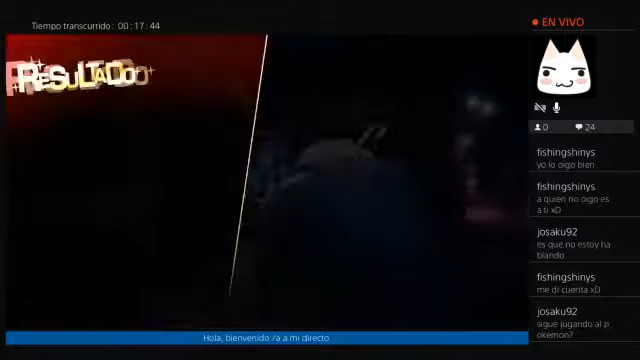 Tiempo transcurrido: 00:17:44
EN VIVO
RESULTADO
0
24
fishingshinys
yo lo oigo bien
fishingshinys
a quien no oigo es
a ti xD
josaku92
es que no estoy ha
blando
fishingshinys
me di cuenta xD
josaku92
sigue jugando al p
okemon?
Hola, bienvenido /a a mi directo